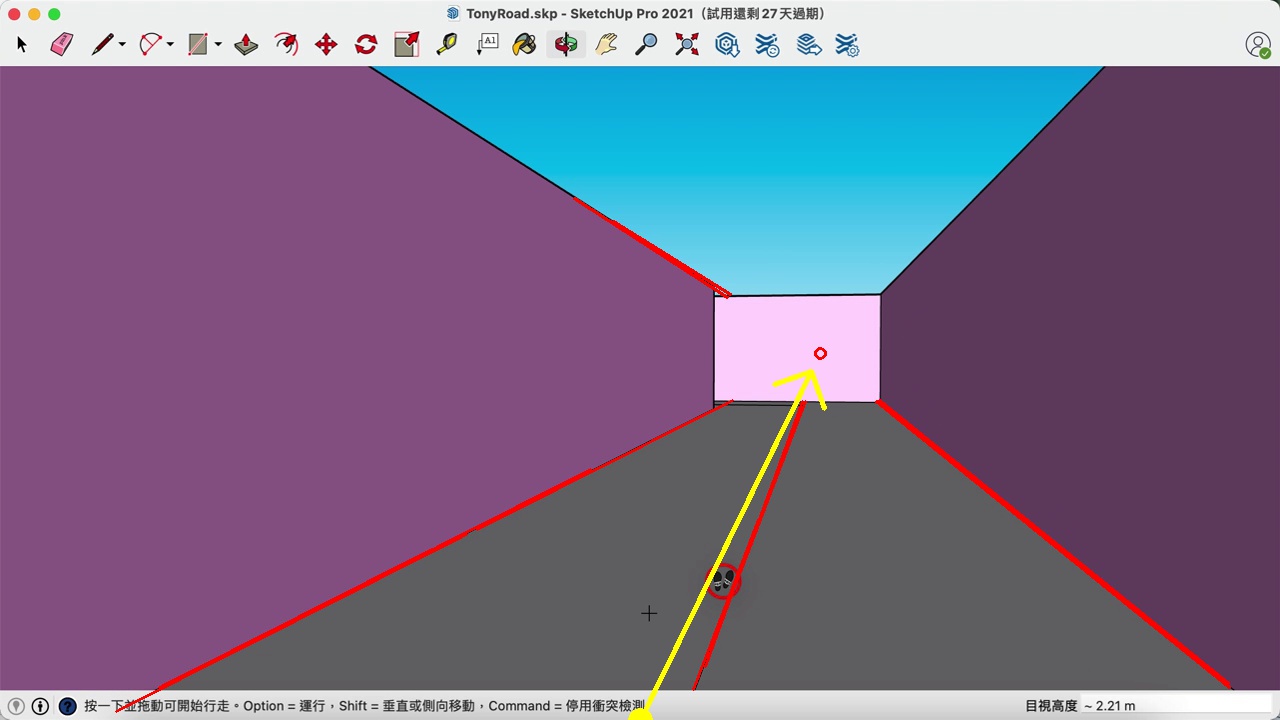 TonyRoad.skp - SketchUp Pro 2021（試用還剩 27 天過期）
A1
按一下並拖動可開始行走。Option = 運行，Shift = 垂直或側向移動，Command = 停用衝突檢測
目視高度 ~ 2.21 m